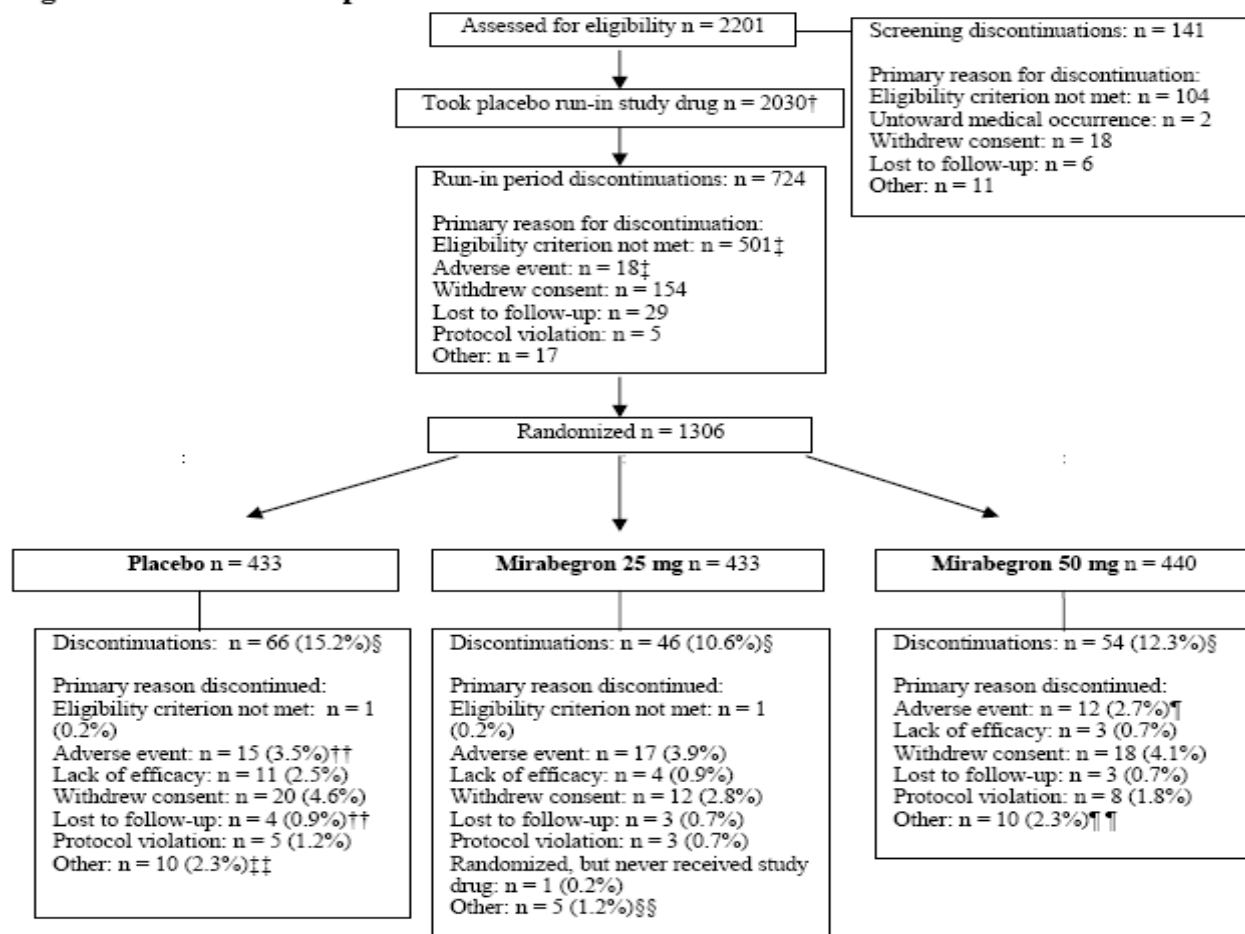 Assessed for eligibility n = 2201
Screening discontinuations: n = 141
Primary reason for discontinuation:
Eligibility criterion not met: n = 104
Untoward medical occurrence: n = 2
Withdrew consent: n = 18
Lost to follow-up: n = 6
Other: n = 11
Took placebo run-in study drug n = 2030†
Run-in period discontinuations: n = 724
Primary reason for discontinuation:
Eligibility criterion not met: n = 501‡
Adverse event: n = 18‡
Withdrew consent: n = 154
Lost to follow-up: n = 29
Protocol violation: n = 5
Other: n = 17
Randomized n = 1306
Placebo n = 433
Discontinuations: n = 66 (15.2%)§
Primary reason discontinued:
Eligibility criterion not met: n = 1
(0.2%)
Adverse event: n = 15 (3.5%)††
Lack of efficacy: n = 11 (2.5%)
Withdrew consent: n = 20 (4.6%)
Lost to follow-up: n = 4 (0.9%)††
Protocol violation: n = 5 (1.2%)
Other: n = 10 (2.3%)‡‡
Mirabegron 25 mg n = 433
Discontinuations: n = 46 (10.6%)§
Primary reason discontinued:
Eligibility criterion not met: n = 1
(0.2%)
Adverse event: n = 17 (3.9%)
Lack of efficacy: n = 4 (0.9%)
Withdrew consent: n = 12 (2.8%)
Lost to follow-up: n = 3 (0.7%)
Protocol violation: n = 3 (0.7%)
Randomized, but never received study
drug: n = 1 (0.2%)
Other: n = 5 (1.2%)§§
Mirabegron 50 mg n = 440
Discontinuations: n = 54 (12.3%)§
Primary reason discontinued:
Adverse event: n = 12 (2.7%)¶
Lack of efficacy: n = 3 (0.7%)
Withdrew consent: n = 18 (4.1%)
Lost to follow-up: n = 3 (0.7%)
Protocol violation: n = 8 (1.8%)
Other: n = 10 (2.3%)¶ ¶